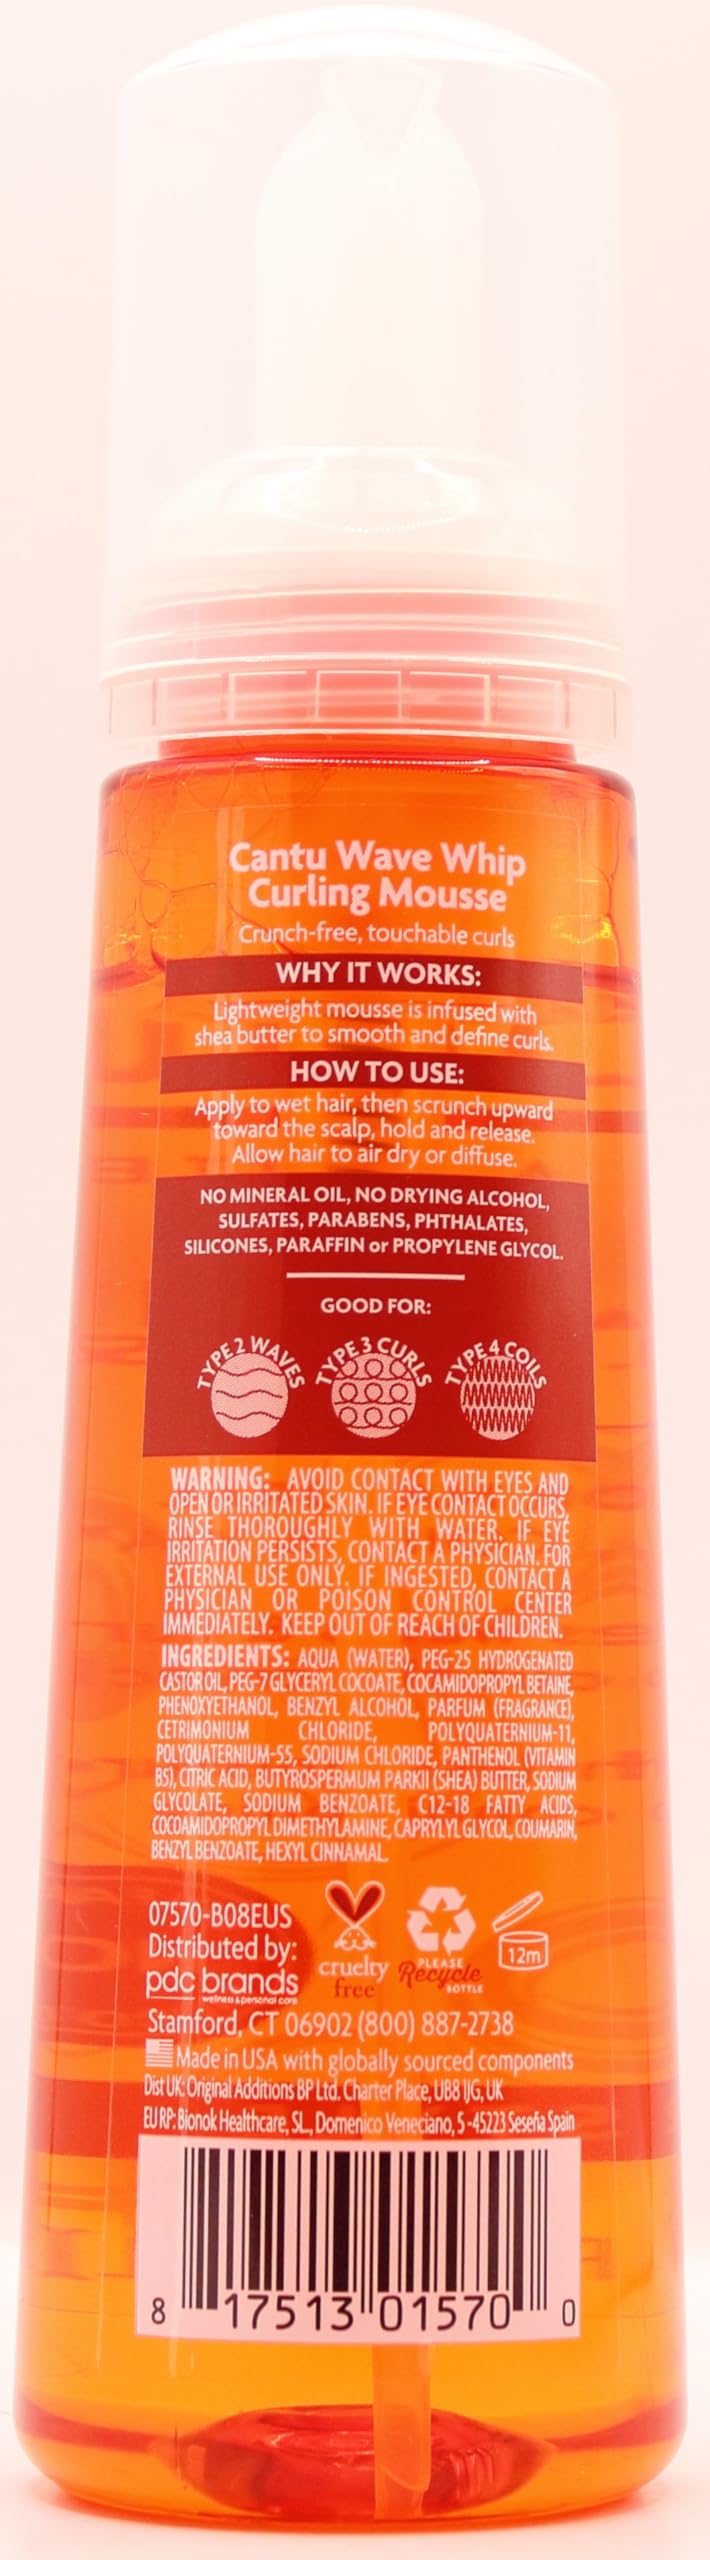 Cantu Wave Whip
Curling Mousse
Crunch-free, touchable curls
WHY IT WORKS:
Lightweight mousse is infused with
shea butter to smooth and define curls.
HOW TO USE:
Apply to wet hair, then scrunch upward
toward the scalp, hold and release.
Allow hair to air dry or diffuse.
NO MINERAL OIL, NO DRYING ALCOHOL,
SULFATES, PARABENS, PHTHALATES,
SILICONES, PARAFFIN or PROPYLENE GLYCOL.
GOOD FOR:
TYPE 2 WAVES
TYPE 3 CURLS
TYPE 4 COILS
WARNING: AVOID CONTACT WITH EYES AND
OPEN OR IRRITATED SKIN. IF EYE CONTACT OCCURS,
RINSE THOROUGHLY WITH WATER. IF EYE
IRRITATION PERSISTS, CONTACT A PHYSICIAN. FOR
EXTERNAL USE ONLY. IF INGESTED, CONTACT A
PHYSICIAN OR POISON CONTROL CENTER
IMMEDIATELY. KEEP OUT OF REACH OF CHILDREN.
INGREDIENTS: AQUA (WATER), PEG-25 HYDROGENATED
CASTOR OIL, PEG-7 GLYCERYL COCOATE, COCAMIDOPROPYL BETAINE,
PHENOXYETHANOL, BENZYL ALCOHOL, PARFUM (FRAGRANCE),
CETRIMONIUM CHLORIDE, POLYQUATERNIUM-11,
POLYQUATERNIUM-55, SODIUM CHLORIDE, PANTHENOL (VITAMIN
B5), CITRIC ACID, BUTYROSPERMUM PARKII (SHEA) BUTTER, SODIUM
GLYCOLATE, SODIUM BENZOATE, C12-18 FATTY ACIDS,
COCOAMIDOPROPYL DIMETHYLAMINE, CAPRYLYL GLYCOL, COUMARIN,
BENZYL BENZOATE, HEXYL CINNAMAL.
07570-B08EUS
Distributed by:
pdc brands
wellness & personal care
cruelty
free
PLEASE
Recycle
BOTTLE
12m
Stamford, CT 06902 (800) 887-2738
Made in USA with globally sourced components
Dist UK: Original Additions BP Ltd. Charter Place, UB8 1JG, UK
EU RP: Bionok Healthcare, SL, Domenico Veneciano, 5 -45223 Seseña Spain
8 17513 01570 0